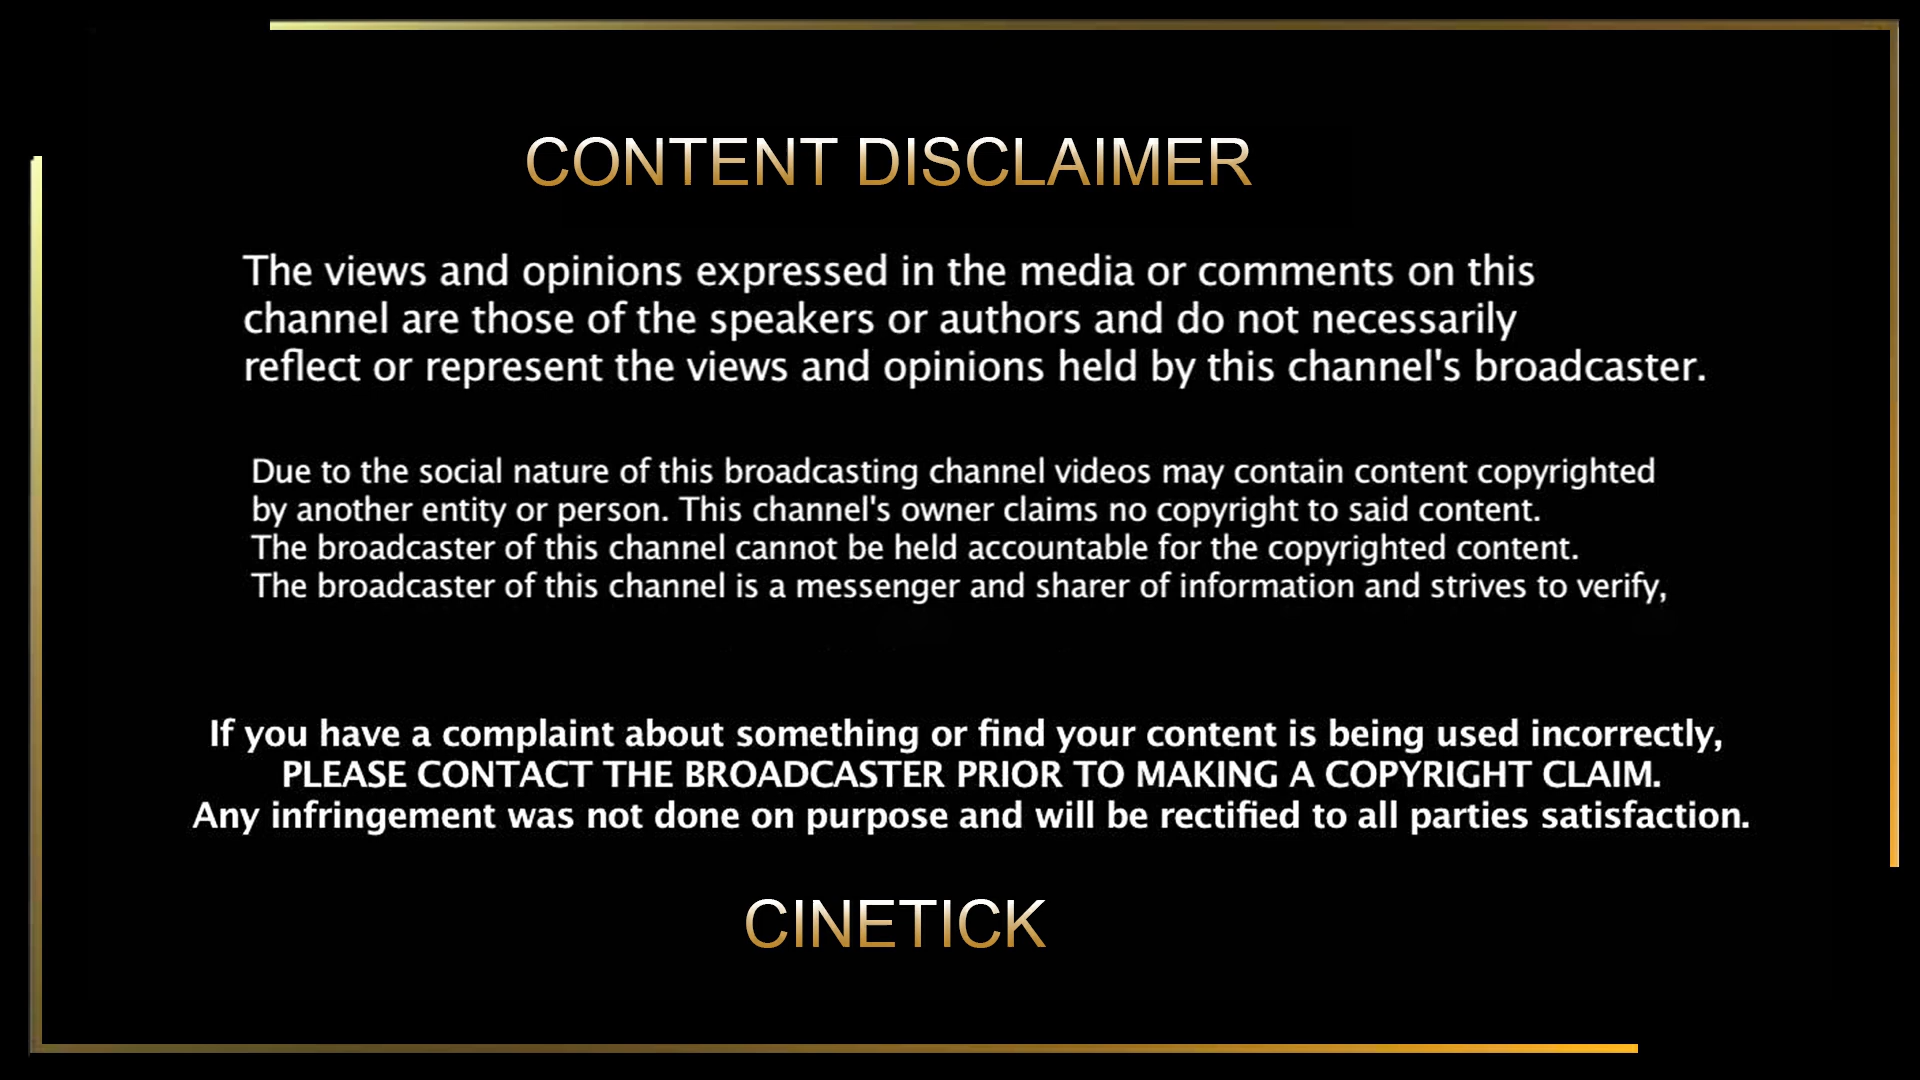 CONTENT DISCLAIMER
The views and opinions expressed in the media or comments on this
channel are those of the speakers or authors and do not necessarily
reflect or represent the views and opinions held by this channel's broadcaster.
Due to the social nature of this broadcasting channel videos may contain content copyrighted
by another entity or person. This channel's owner claims no copyright to said content.
The broadcaster of this channel cannot be held accountable for the copyrighted content.
The broadcaster of this channel is a messenger and sharer of information and strives to verify,
If you have a complaint about something or find your content is being used incorrectly,
PLEASE CONTACT THE BROADCASTER PRIOR TO MAKING A COPYRIGHT CLAIM.
Any infringement was not done on purpose and will be rectified to all parties satisfaction.
CINETICK